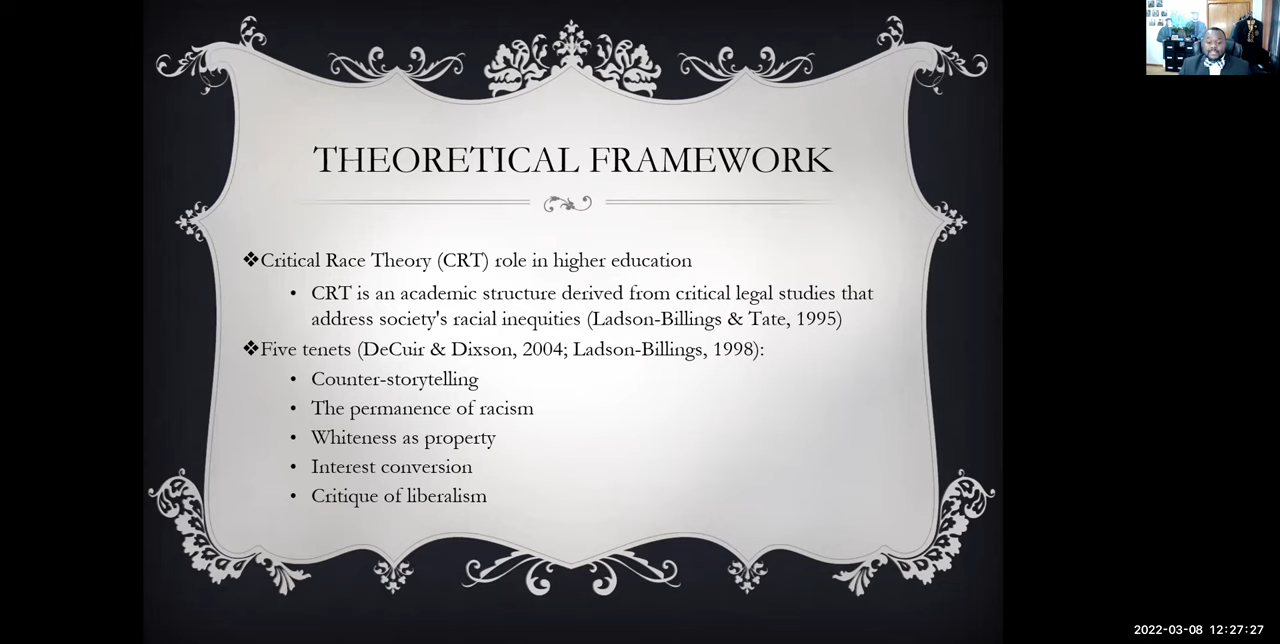 THEORETICAL FRAMEWORK
❖Critical Race Theory (CRT) role in higher education
• CRT is an academic structure derived from critical legal studies that
address society's racial inequities (Ladson-Billings & Tate, 1995)
❖Five tenets (DeCuir & Dixson, 2004; Ladson-Billings, 1998):
• Counter-storytelling
• The permanence of racism
• Whiteness as property
• Interest conversion
• Critique of liberalism
2022-03-08 12:27:27